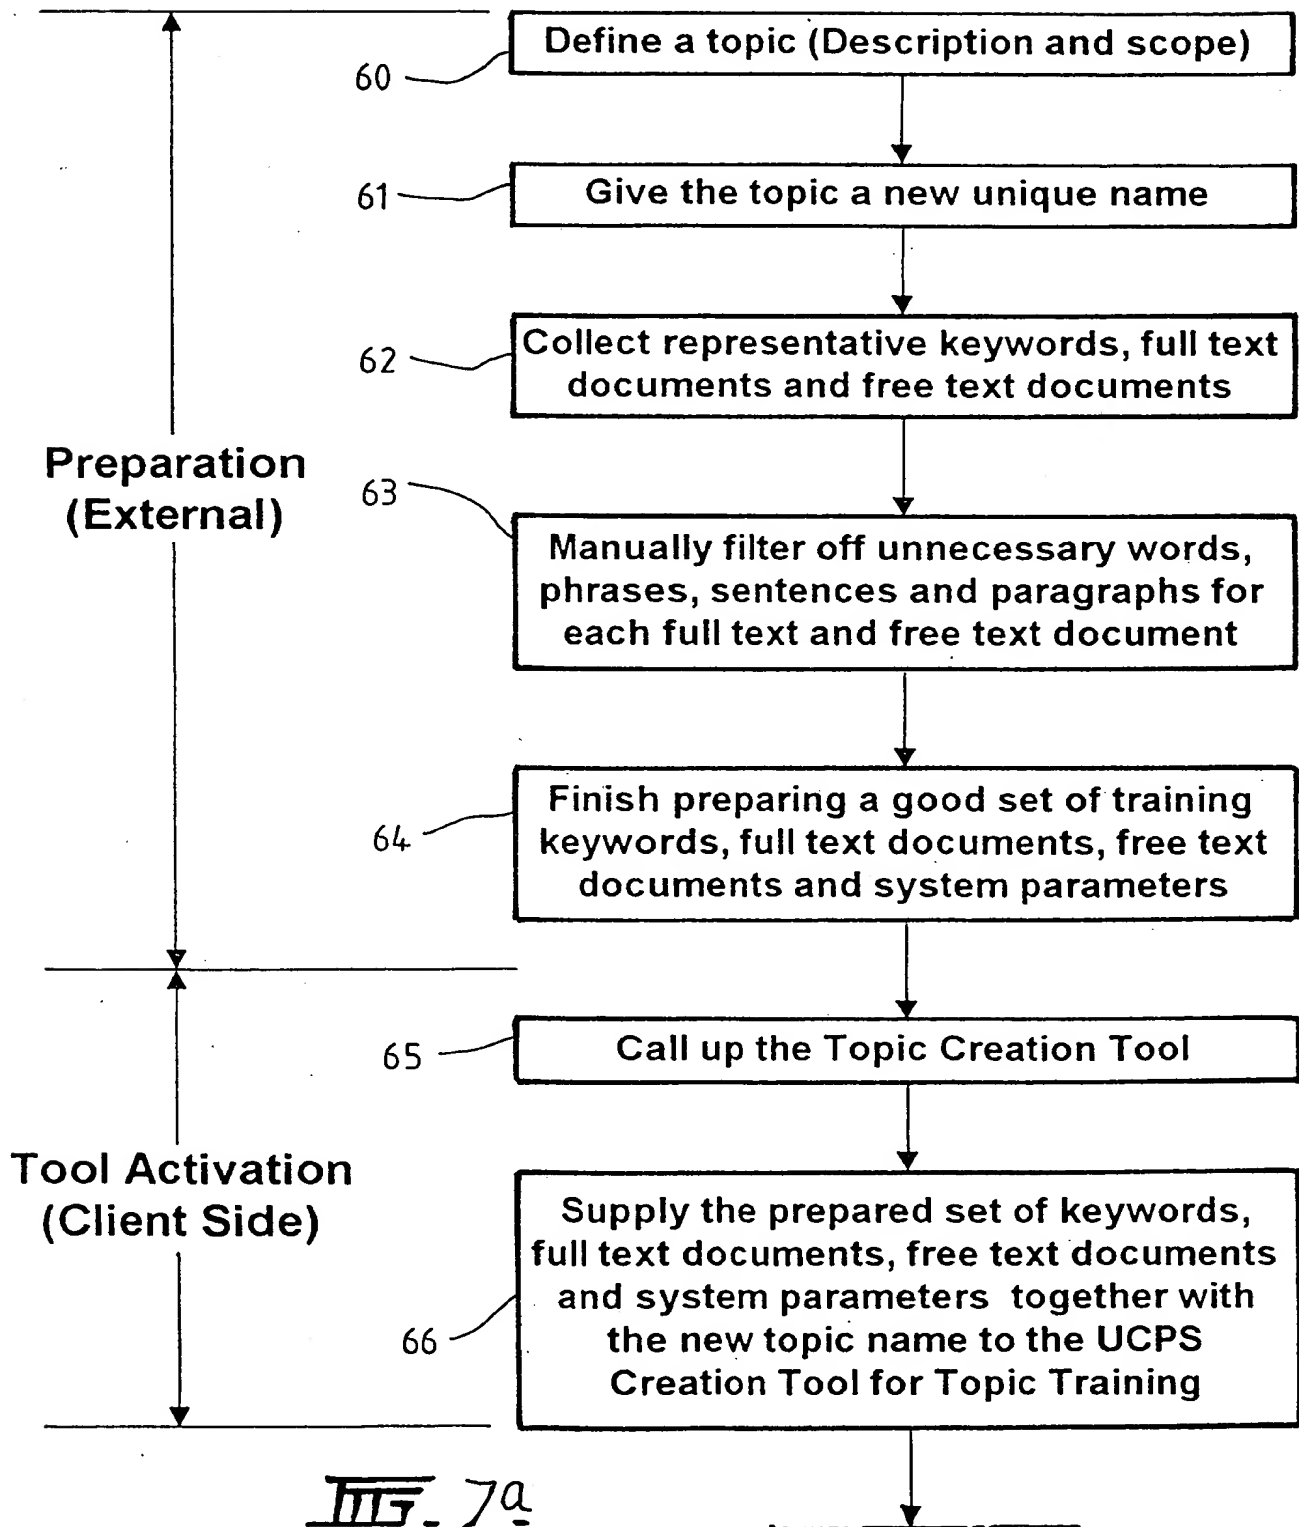 Define a topic (Description and scope)
60
Give the topic a new unique name
61
Collect representative keywords, full text
documents and free text documents
62
Preparation
(External)
63
Manually filter off unnecessary words,
phrases, sentences and paragraphs for
each full text and free text document
Finish preparing a good set of training
keywords, full text documents, free text
documents and system parameters
64
Call up the Topic Creation Tool
65
Tool Activation
(Client Side)
Supply the prepared set of keywords,
full text documents, free text documents
and system parameters together with
the new topic name to the UCPS
Creation Tool for Topic Training
66
FIG. 7a